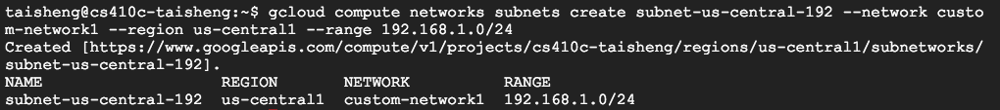 taisheng@cs410c-taisheng:~$ gcloud compute networks subnets create subnet-us-central-192 --network custo
m-network1 --region us-central1 --range 192.168.1.0/24
Created [https://www.googleapis.com/compute/v1/projects/cs410c-taisheng/regions/us-central1/subnetworks/
subnet-us-central-192].
NAME                   REGION       NETWORK          RANGE
subnet-us-central-192  us-central1  custom-network1  192.168.1.0/24